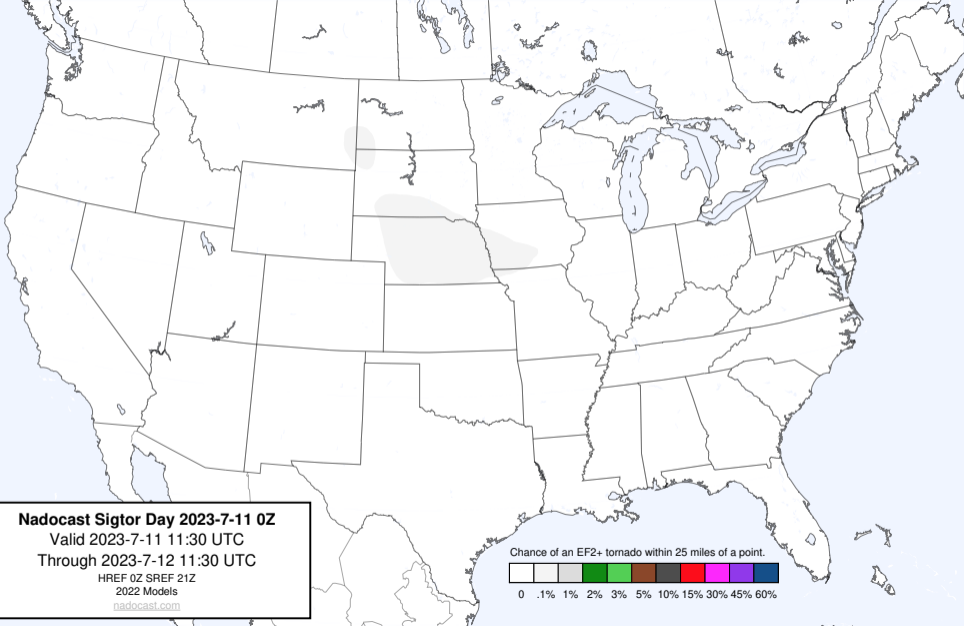 Nadocast Sigtor Day 2023-7-11 0Z
Valid 2023-7-11 11:30 UTC
Through 2023-7-12 11:30 UTC
HREF 0Z SREF 21Z
2022 Models
nadocast.com
Chance of an EF2+ tornado within 25 miles of a point.
0 .1% 1% 2% 3% 5% 10% 15% 30% 45% 60%